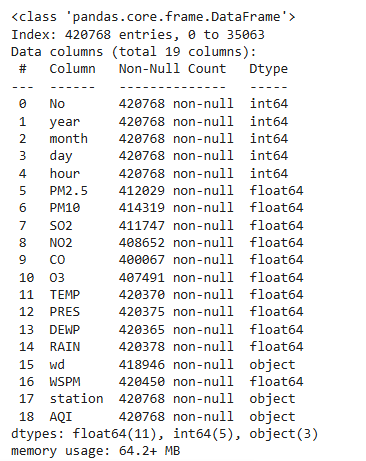 <class 'pandas.core.frame.DataFrame'>
Index: 420768 entries, 0 to 35063
Data columns (total 19 columns):
 #   Column   Non-Null Count   Dtype
---  ------   --------------   -----
 0   No       420768 non-null  int64
 1   year     420768 non-null  int64
 2   month    420768 non-null  int64
 3   day      420768 non-null  int64
 4   hour     420768 non-null  int64
 5   PM2.5    412029 non-null  float64
 6   PM10     414319 non-null  float64
 7   SO2      411747 non-null  float64
 8   NO2      408652 non-null  float64
 9   CO       400067 non-null  float64
 10  O3       407491 non-null  float64
 11  TEMP     420370 non-null  float64
 12  PRES     420375 non-null  float64
 13  DEWP     420365 non-null  float64
 14  RAIN     420378 non-null  float64
 15  wd       418946 non-null  object
 16  WSPM     420450 non-null  float64
 17  station  420768 non-null  object
 18  AQI      420768 non-null  object
dtypes: float64(11), int64(5), object(3)
memory usage: 64.2+ MB